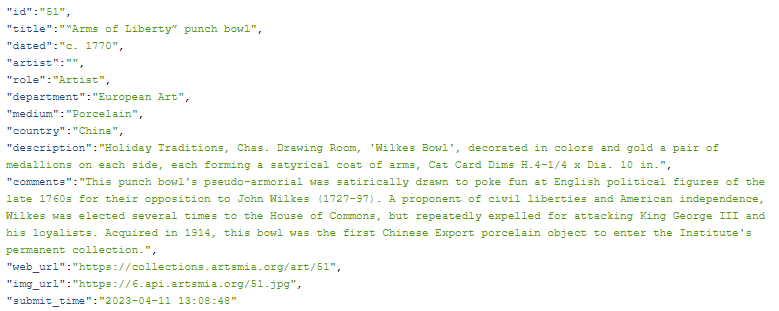 "id":"51",
"title":"“Arms of Liberty” punch bowl",
"dated":"c. 1770",
"artist":"",
"role":"Artist",
"department":"European Art",
"medium":"Porcelain",
"country":"China",
"description":"Holiday Traditions, Chas. Drawing Room, 'Wilkes Bowl', decorated in colors and gold a pair of
medallions on each side, each forming a satyrical coat of arms, Cat Card Dims H.4-1/4 x Dia. 10 in.",
"comments":"This punch bowl's pseudo-armorial was satirically drawn to poke fun at English political figures of the
late 1760s for their opposition to John Wilkes (1727-97). A proponent of civil liberties and American independence,
Wilkes was elected several times to the House of Commons, but repeatedly expelled for attacking King George III and
his loyalists. Acquired in 1914, this bowl was the first Chinese Export porcelain object to enter the Institute's
permanent collection.",
"web_url":"https://collections.artsmia.org/art/51",
"img_url":"https://6.api.artsmia.org/51.jpg",
"submit_time":"2023-04-11 13:08:48"